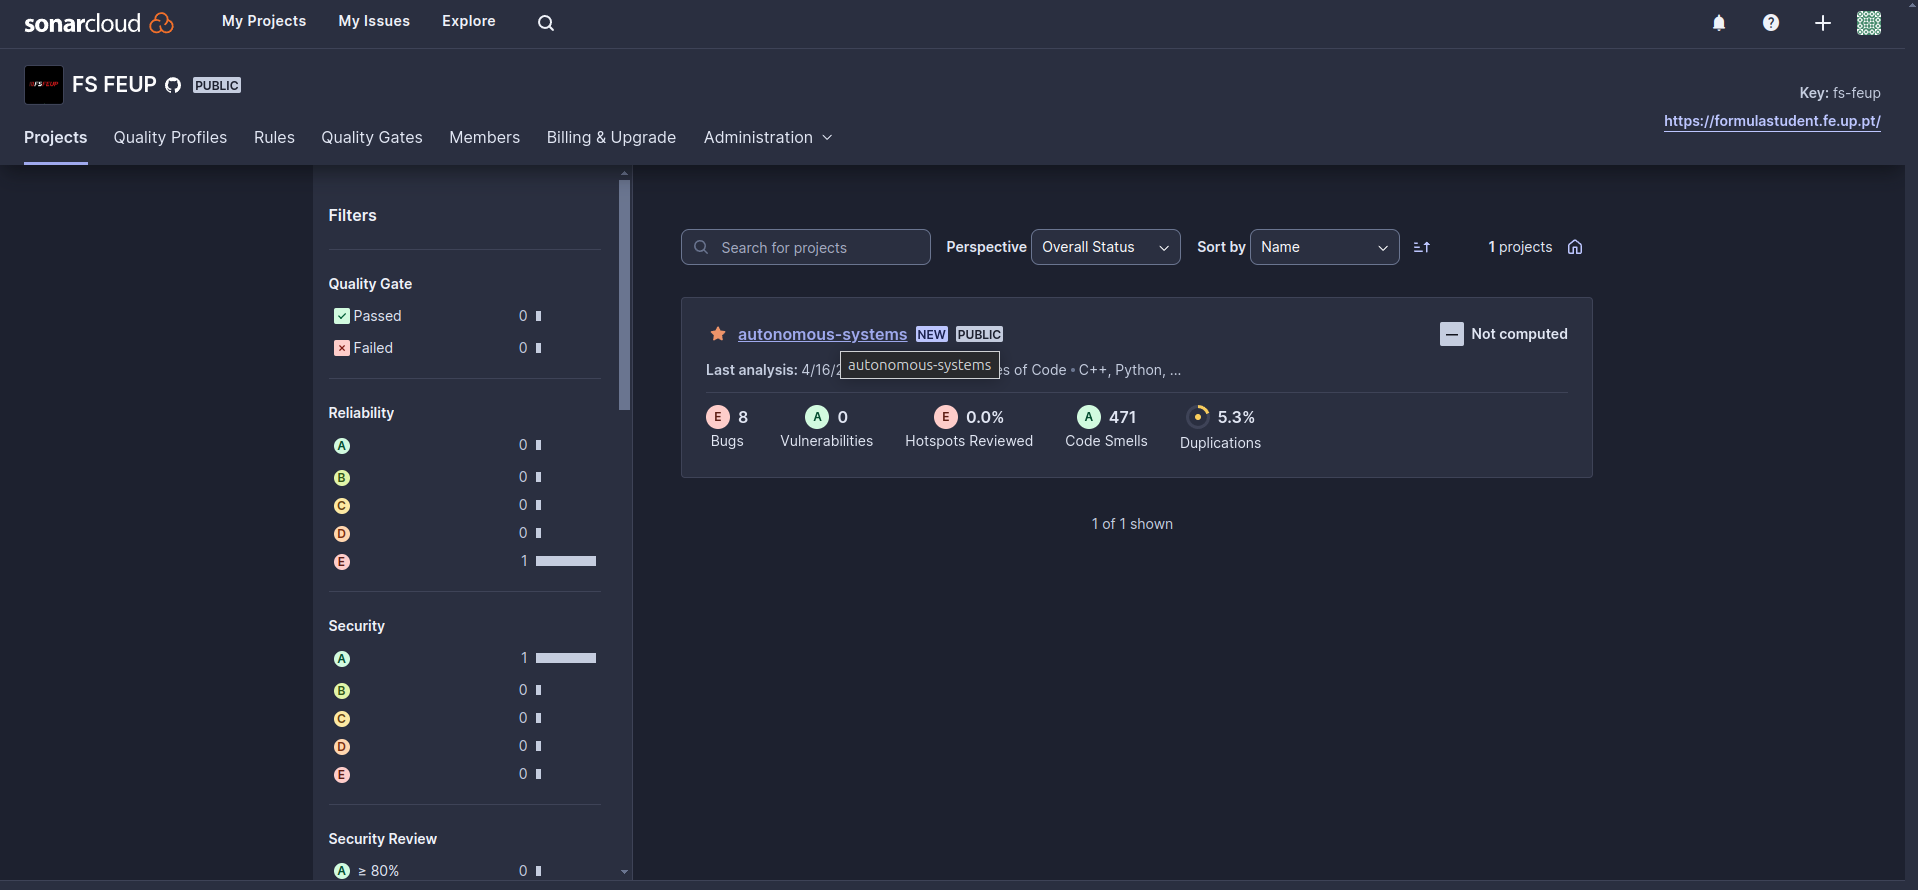 sonarcloud My Projects My Issues Explore
FS FEUP PUBLIC
Key: fs-feup
https://formulastudent.fe.up.pt/
Projects Quality Profiles Rules Quality Gates Members Billing & Upgrade Administration
Filters
Quality Gate
Passed 0
Failed 0
Reliability
A 0
B 0
C 0
D 0
E 1
Security
A 1
B 0
C 0
D 0
E 0
Security Review
A ≥ 80% 0
Search for projects Perspective Overall Status Sort by Name 1 projects
autonomous-systems NEW PUBLIC Not computed
autonomous-systems
Last analysis: 4/16/2 es of Code • C++, Python, ...
E 8 A 0 E 0.0% A 471 5.3%
Bugs Vulnerabilities Hotspots Reviewed Code Smells Duplications
1 of 1 shown